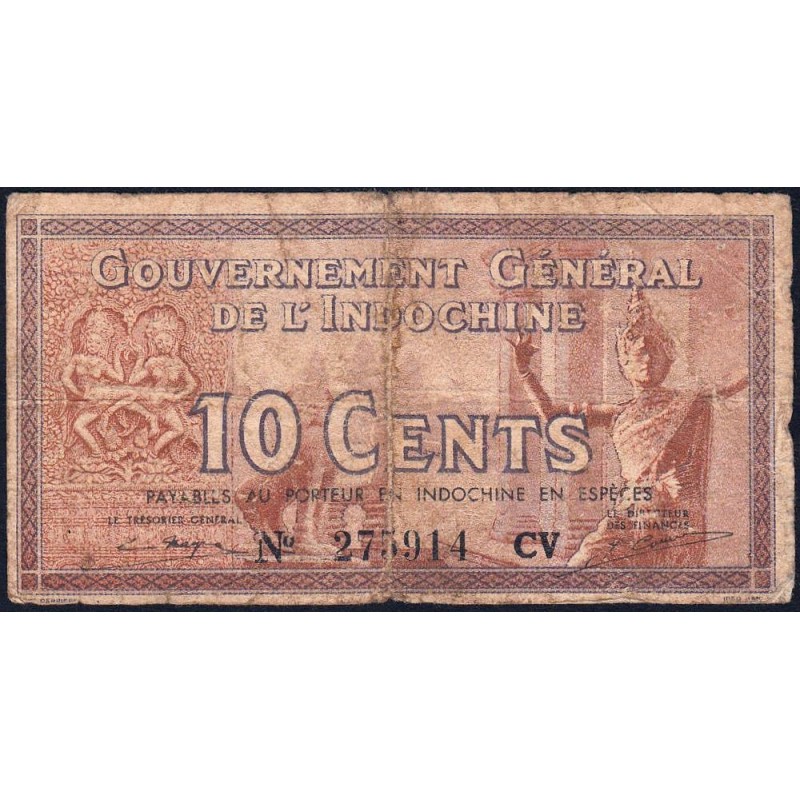 GOUVERNEMENT GÉNÉRAL
DE L'INDOCHINE
10 CENTS
PAYABLES AU PORTEUR EN INDOCHINE EN ESPÈCES
LE TRÉSORIER GÉNÉRAL
LE DIRECTEUR
DES FINANCES
No 275914 CV